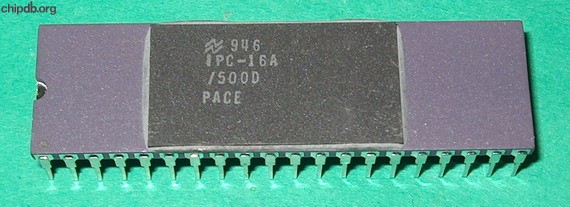 chipdb.org
946
IPC-16A
/500D
PACE